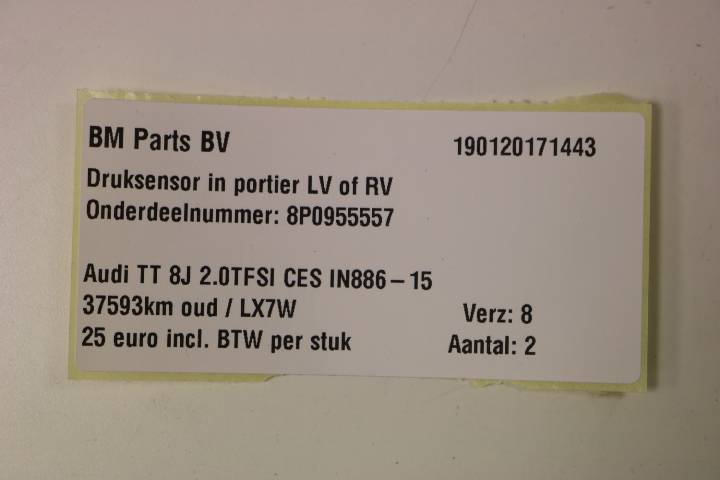 BM Parts BV 190120171443
Druksensor in portier LV of RV
Onderdeelnummer: 8P0955557
Audi TT 8J 2.0TFSI CES IN886-15
37593km oud / LX7W Verz: 8
25 euro incl. BTW per stuk Aantal: 2